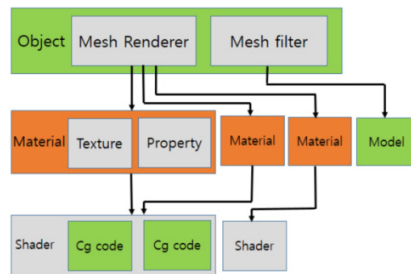 Object
Mesh Renderer
Mesh filter
Material
Texture
Property
Material
Material
Model
Shader
Cg code
Cg code
Shader